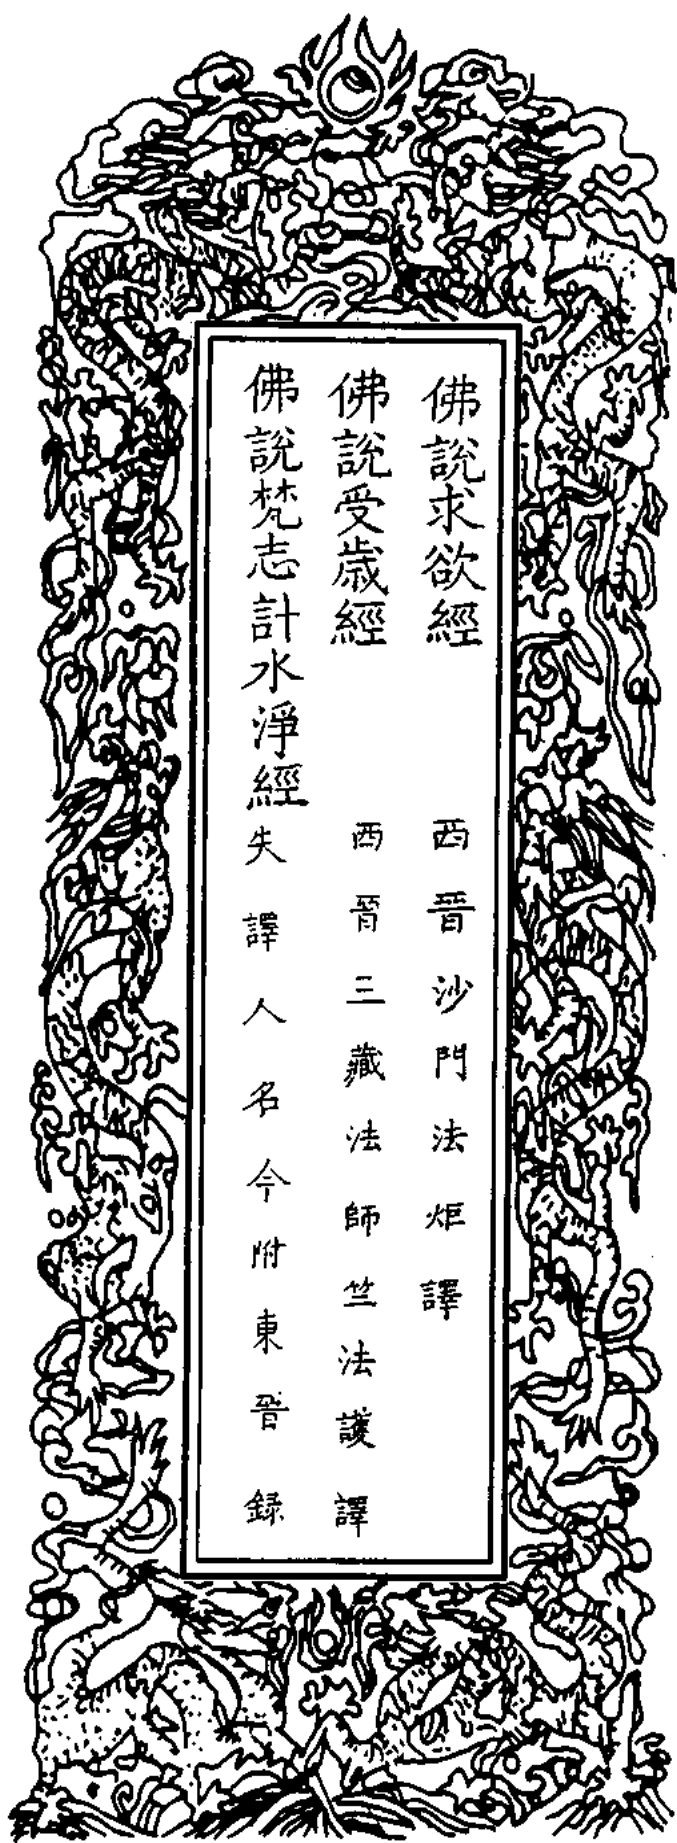 佛說求欲經 西晉沙門法炬譯
佛說受歲經 西晉三藏法師竺法護譯
佛說梵志計水淨經 失譯人名今附東晉錄